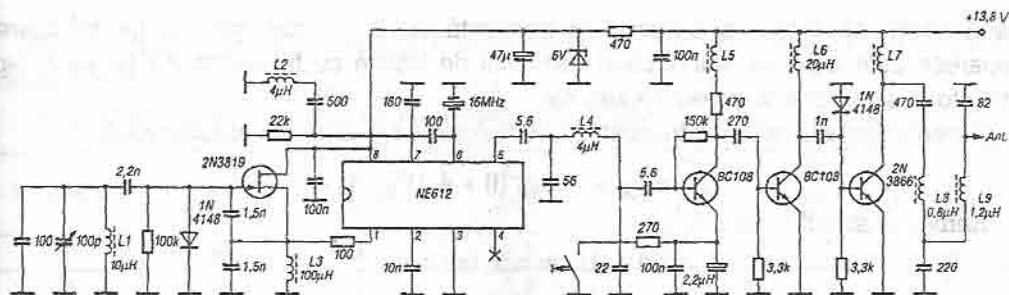 +13,8 V
470
47μ
6V
100n
L5
L6
20μH
L7
L2
4μH
500
180
16MHz
470
1N
4148
470
82
22k
100
5,6
L4
4μH
150k
270
1n
Ant.
2N3819
8
7
6
5
56
5,6
BC108
BC108
2N
3866
2,2n
100n
NE612
1N
4148
1,5n
L8
0,8μH
L9
1,2μH
100
100p
L1
10μH
100k
1,5n
L3
100μH
100
1
2
3
4
10n
270
22
100n
2,2μ
3,3k
3,3k
220